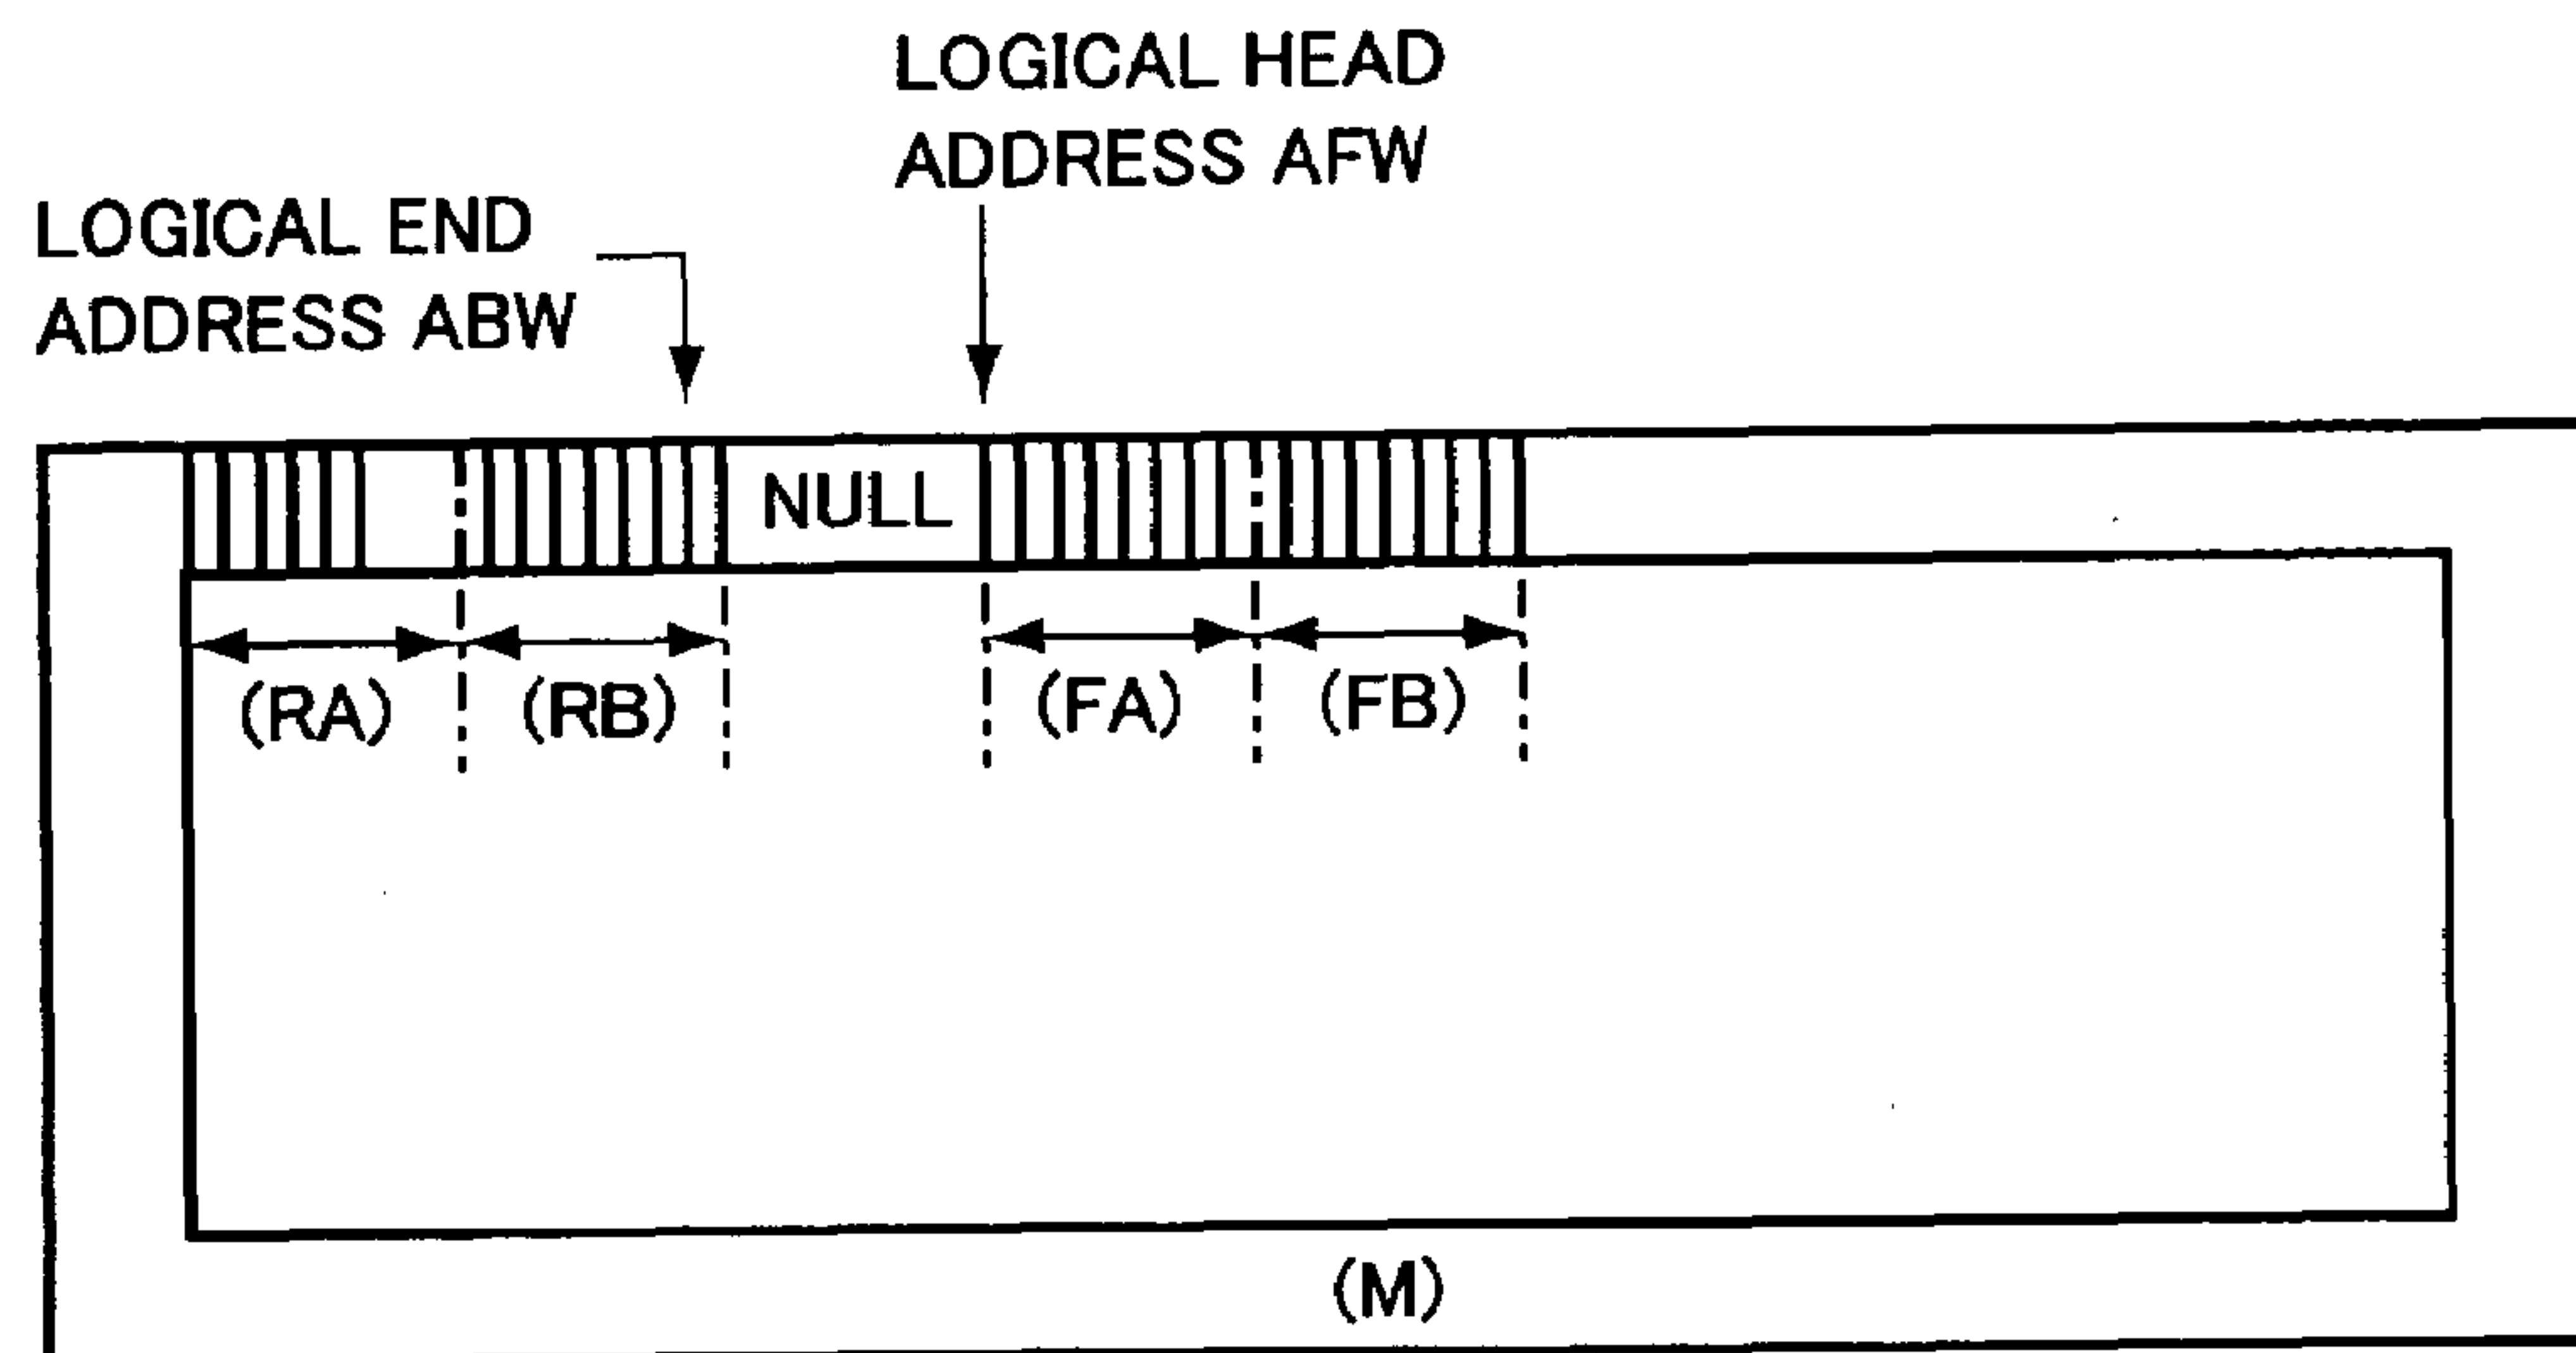 LOGICAL HEAD
ADDRESS AFW
LOGICAL END
ADDRESS ABW
NULL
(RA) (RB) (FA) (FB)
(M)